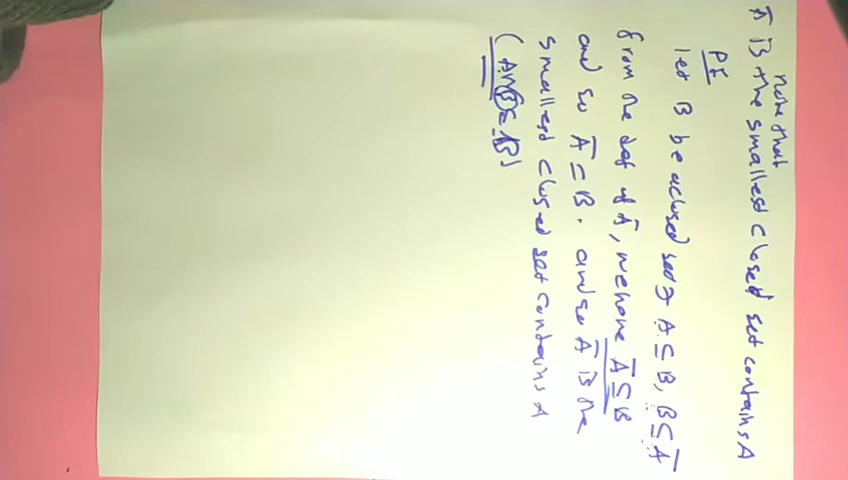 note that
Ā is the smallest closed set contains A
Pf
let B be a closed set ∋ A ⊆ B, B ⊆ Ā
from the def of Ā, we have Ā ⊆ B
and so Ā = B. and so Ā is the
smallest closed set contains A